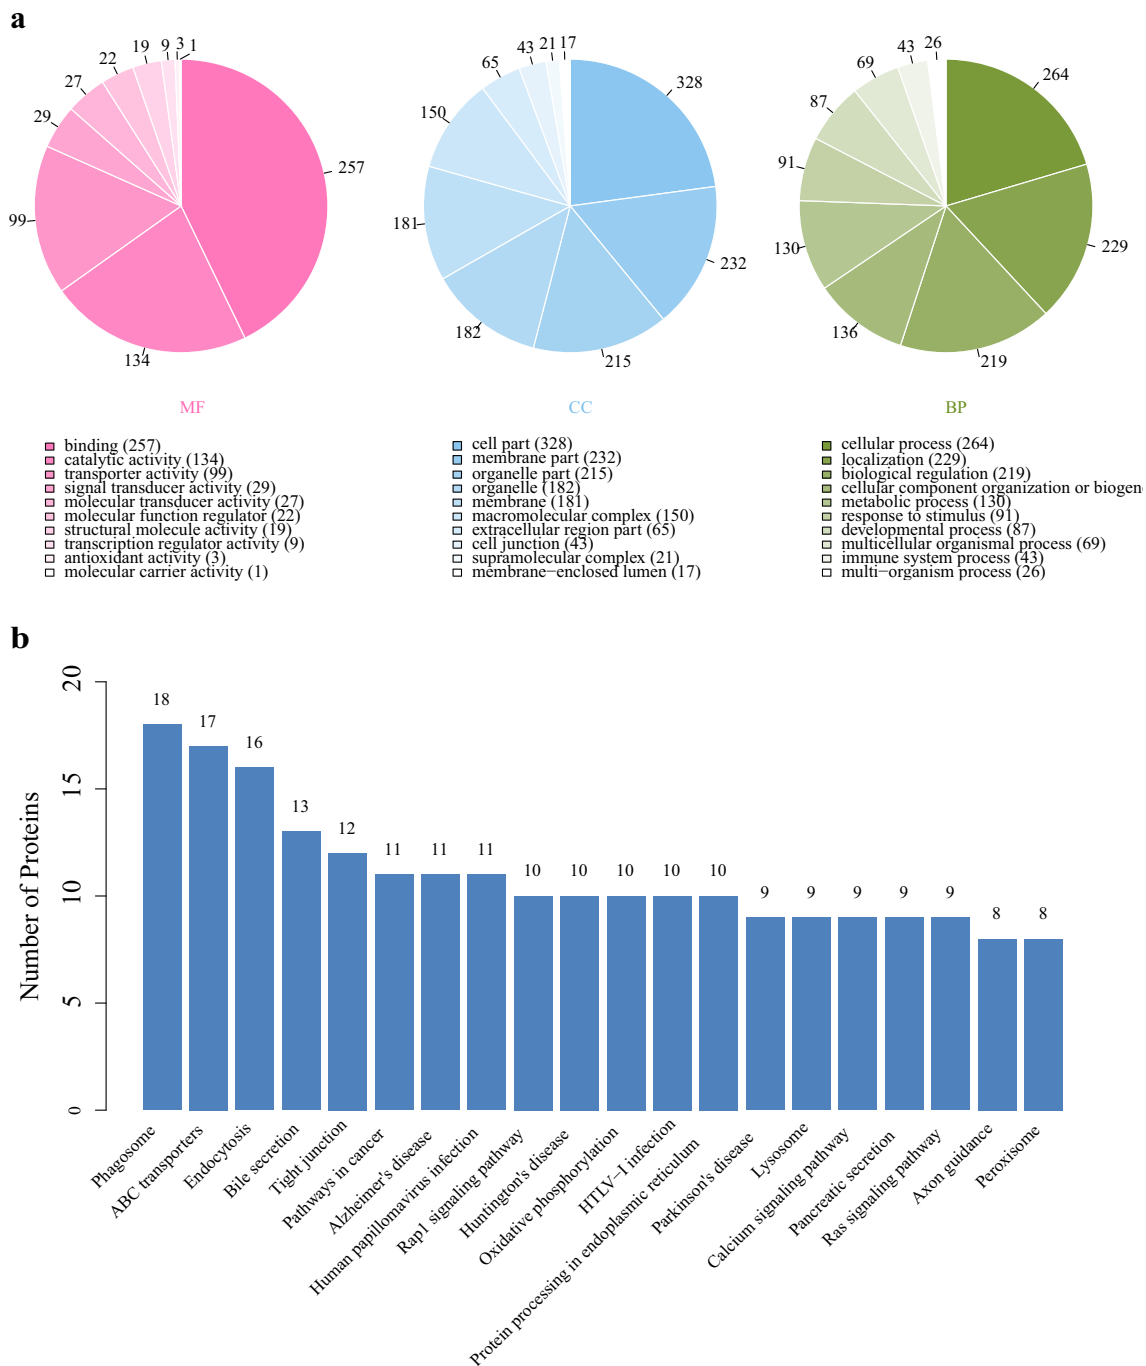 a
257
134
99
29
27
22
19
9
3
1
328
232
215
182
181
150
65
43
21
17
264
229
219
136
130
91
87
69
43
26
MF
binding (257)
catalytic activity (134)
transporter activity (99)
signal transducer activity (29)
molecular transducer activity (27)
molecular function regulator (22)
structural molecule activity (19)
transcription regulator activity (9)
antioxidant activity (3)
molecular carrier activity (1)
CC
cell part (328)
membrane part (232)
organelle part (215)
organelle (182)
membrane (181)
macromolecular complex (150)
extracellular region part (65)
cell junction (43)
supramolecular complex (21)
membrane−enclosed lumen (17)
BP
cellular process (264)
localization (229)
biological regulation (219)
cellular component organization or biogen
metabolic process (130)
response to stimulus (91)
developmental process (87)
multicellular organismal process (69)
immune system process (43)
multi−organism process (26)
b
Number of Proteins
20
15
10
5
0
18
17
16
13
12
11
11
11
10
10
10
10
10
9
9
9
9
9
8
8
Phagosome
ABC transporters
Endocytosis
Bile secretion
Tight junction
Pathways in cancer
Alzheimer's disease
Human papillomavirus infection
Rap1 signaling pathway
Huntington's disease
Oxidative phosphorylation
HTLV−I infection
Protein processing in endoplasmic reticulum
Parkinson's disease
Lysosome
Calcium signaling pathway
Pancreatic secretion
Ras signaling pathway
Axon guidance
Peroxisome